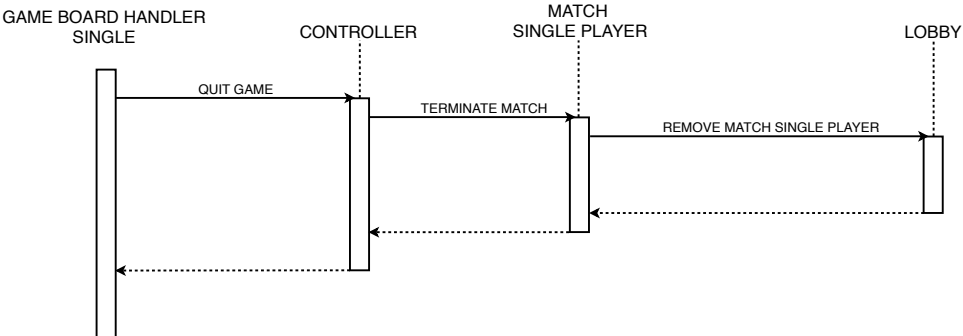 GAME BOARD HANDLER
SINGLE
CONTROLLER
MATCH
SINGLE PLAYER
LOBBY
QUIT GAME
TERMINATE MATCH
REMOVE MATCH SINGLE PLAYER